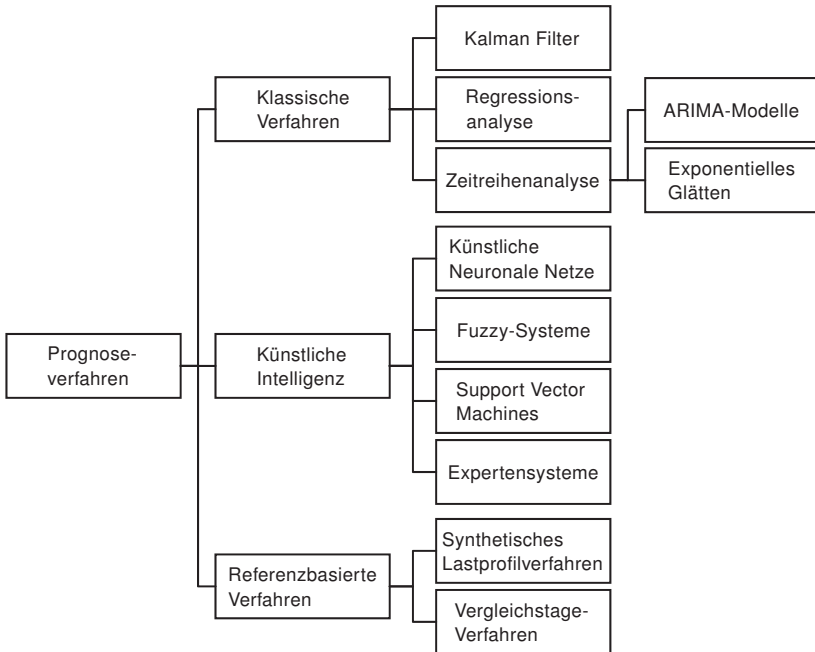 Prognose-
verfahren
Klassische
Verfahren
Kalman Filter
Regressions-
analyse
Zeitreihenanalyse
ARIMA-Modelle
Exponentielles
Glätten
Künstliche
Intelligenz
Künstliche
Neuronale Netze
Fuzzy-Systeme
Support Vector
Machines
Expertensysteme
Referenzbasierte
Verfahren
Synthetisches
Lastprofilverfahren
Vergleichstage-
Verfahren